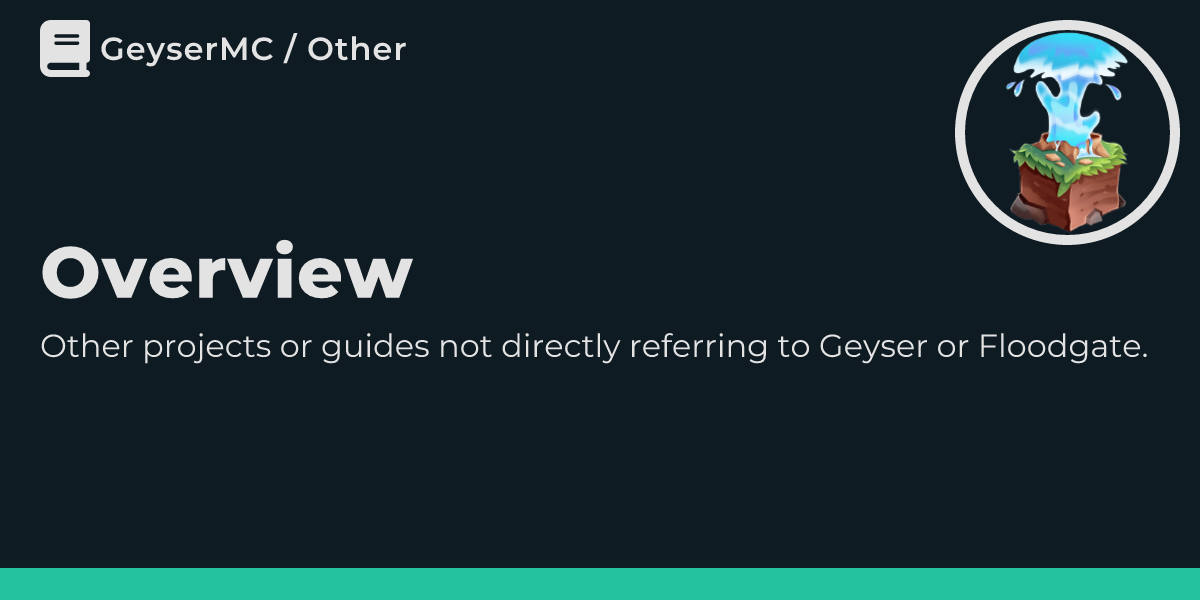 GeyserMC / Other
Overview
Other projects or guides not directly referring to Geyser or Floodgate.